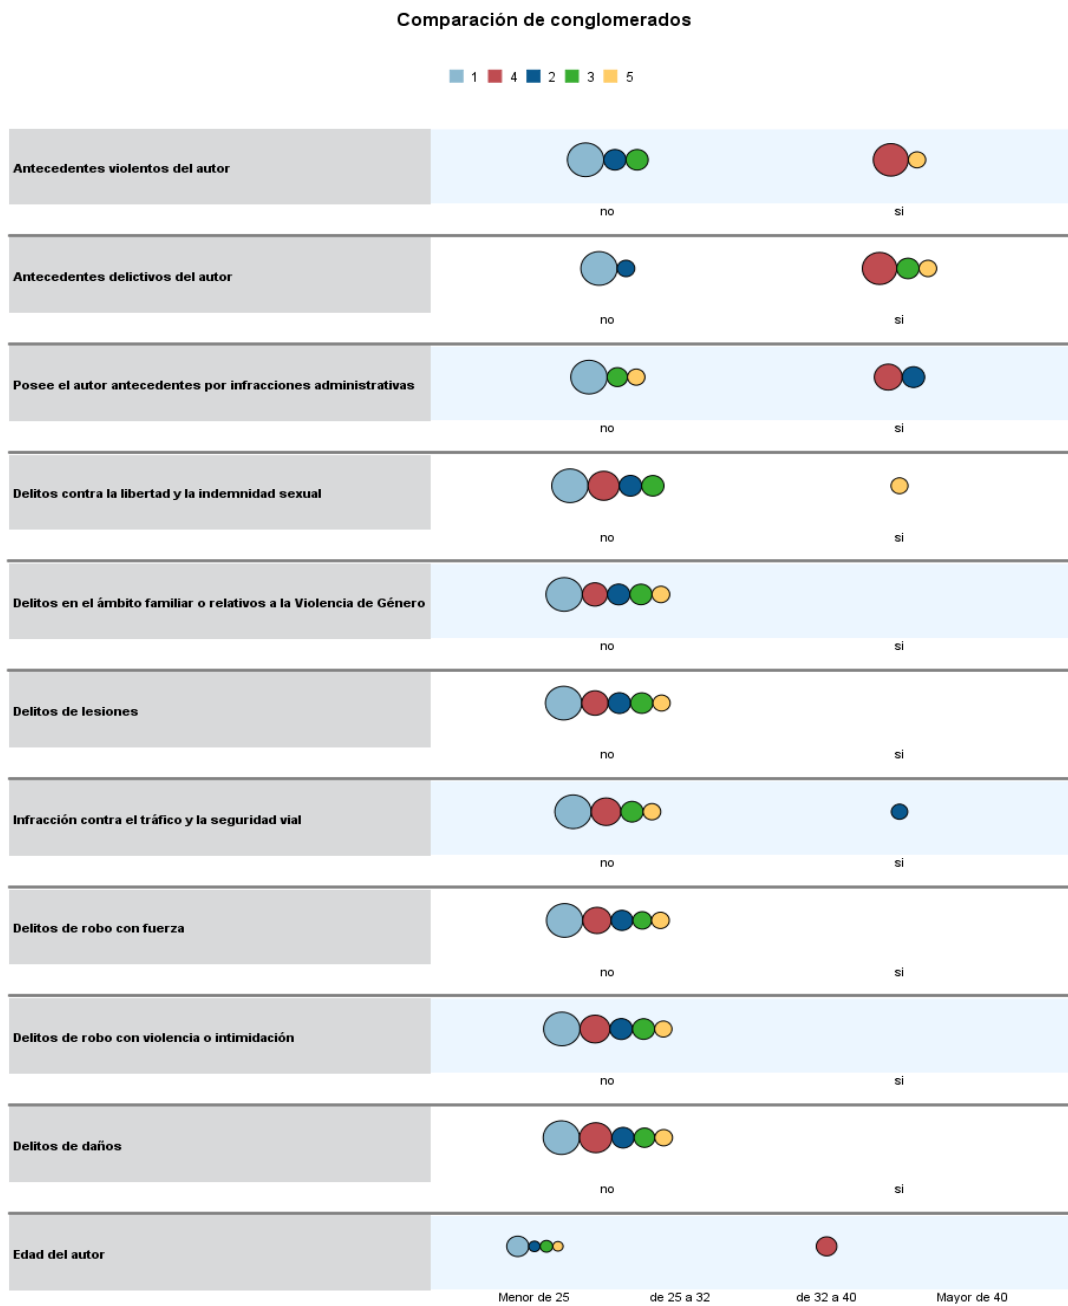 Comparación de conglomerados
1 4 2 3 5
Antecedentes violentos del autor
no si
Antecedentes delictivos del autor
no si
Posee el autor antecedentes por infracciones administrativas
no si
Delitos contra la libertad y la indemnidad sexual
no si
Delitos en el ámbito familiar o relativos a la Violencia de Género
no si
Delitos de lesiones
no si
Infracción contra el tráfico y la seguridad vial
no si
Delitos de robo con fuerza
no si
Delitos de robo con violencia o intimidación
no si
Delitos de daños
no si
Edad del autor
Menor de 25 de 25 a 32 de 32 a 40 Mayor de 40